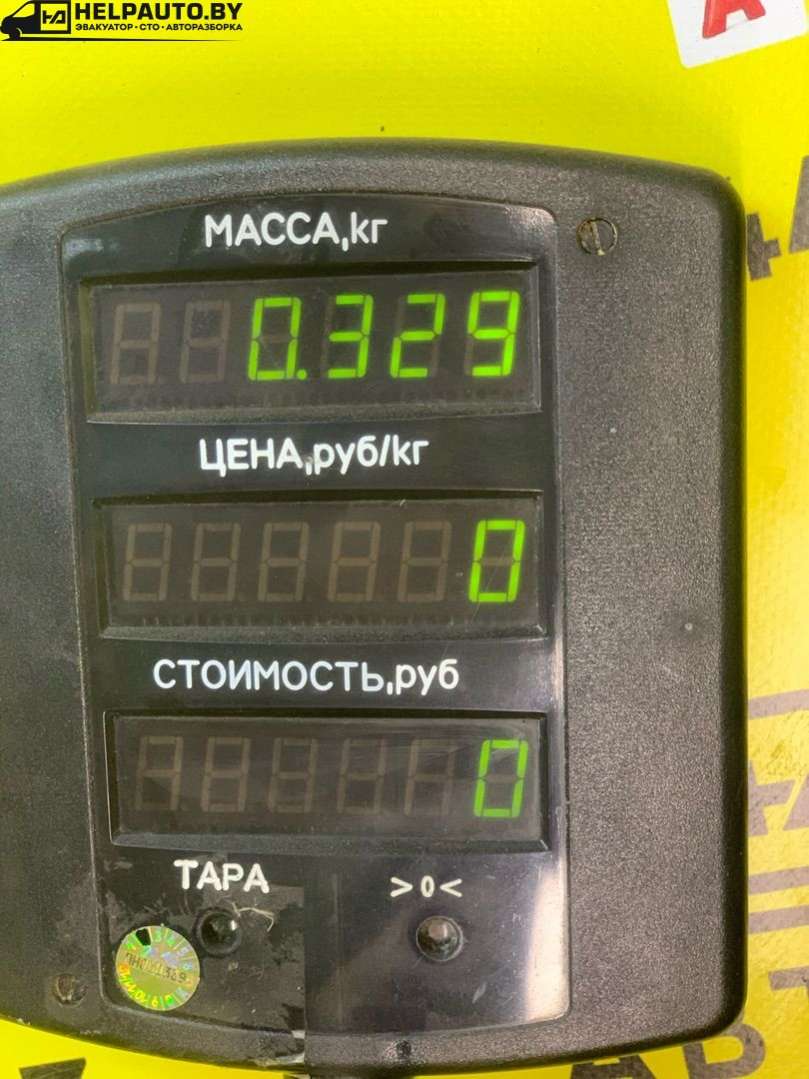 HELPAUTO.BY
ЭВАКУАТОР • СТО • АВТОРАЗБОРКА
А
МАССА,кг
0.329
ЦЕНА,руб/кг
0
СТОИМОСТЬ,руб
0
ТАРА
>0<